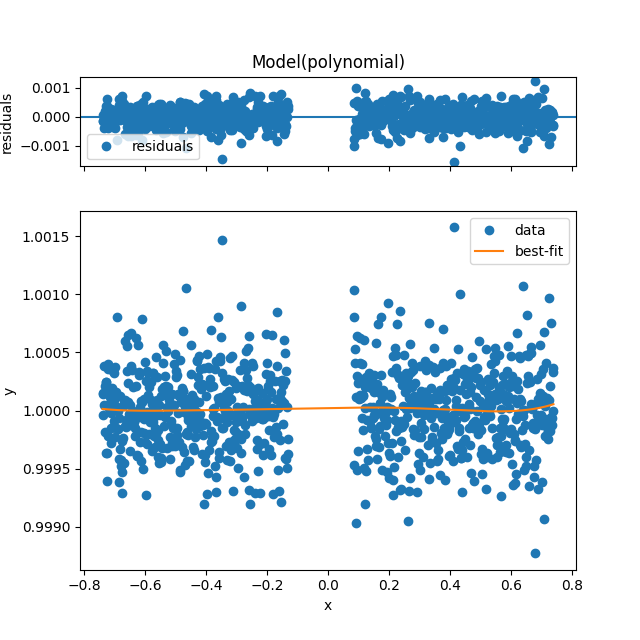 Model(polynomial)
0.001
0.000
−0.001
residuals
residuals
1.0015
1.0010
1.0005
1.0000
0.9995
0.9990
y
data
best-fit
−0.8 −0.6 −0.4 −0.2 0.0 0.2 0.4 0.6 0.8
x